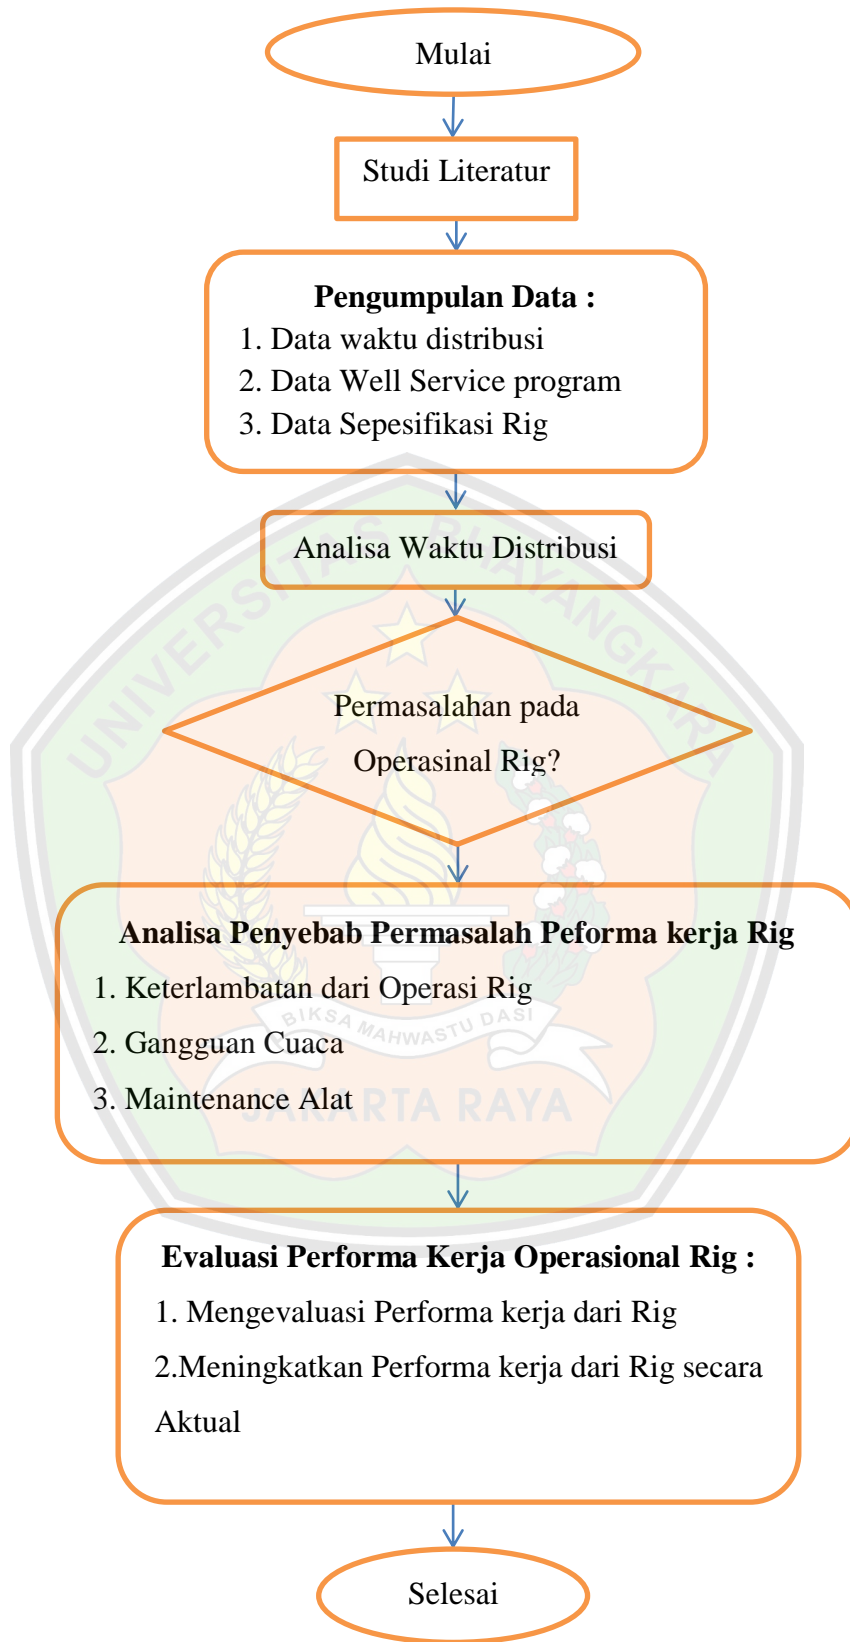 Mulai
Studi Literatur
Pengumpulan Data :
1. Data waktu distribusi
2. Data Well Service program
3. Data Sepesifikasi Rig
UNIVERSITAS BHAYANGKARA
Analisa Waktu Distribusi
Permasalahan pada
Operasinal Rig?
Analisa Penyebab Permasalah Peforma kerja Rig
1. Keterlambatan dari Operasi Rig
BIKSA MAHWASTU DASI
2. Gangguan Cuaca
3. Maintenance Alat
JAKARTA RAYA
Evaluasi Performa Kerja Operasional Rig :
1. Mengevaluasi Performa kerja dari Rig
2.Meningkatkan Performa kerja dari Rig secara
Aktual
Selesai